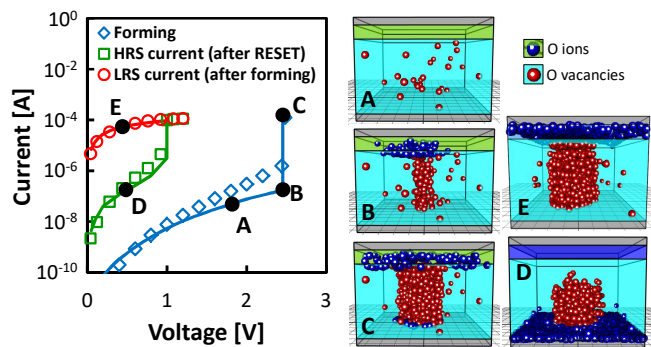 Forming
HRS current (after RESET)
LRS current (after forming)
Current [A]
10^0
10^-2
10^-4
10^-6
10^-8
10^-10
0
1
2
3
Voltage [V]
E
C
D
B
A
A
B
C
O ions
O vacancies
E
D